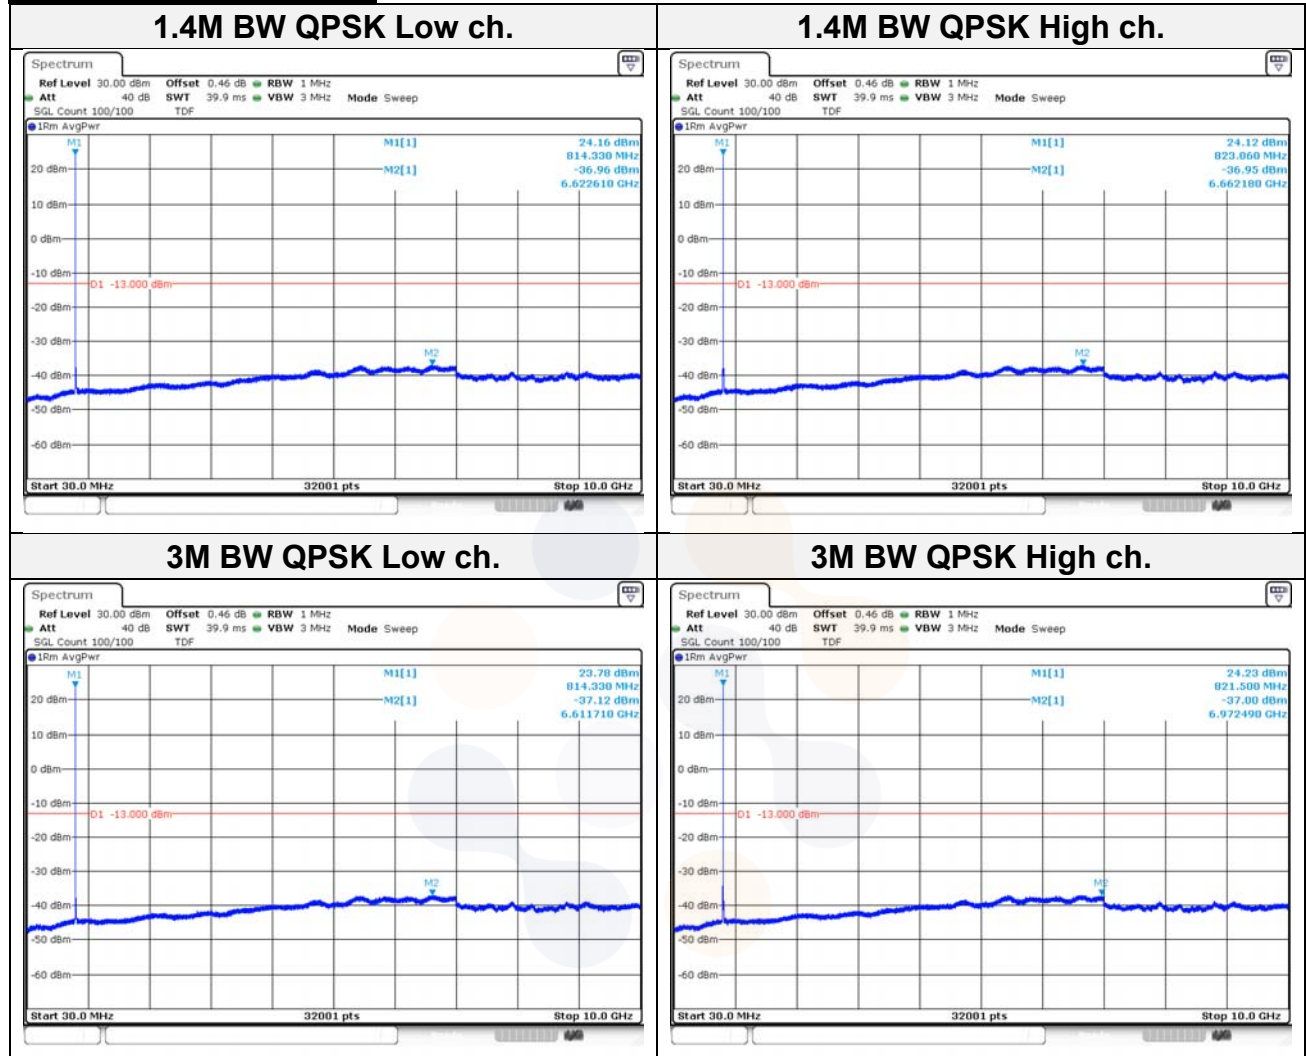 1.4M BW QPSK Low ch.
1.4M BW QPSK High ch.
Spectrum
Ref Level 30.00 dBm Offset 0.46 dB RBW 1 MHz
Att 40 dB SWT 39.9 ms VBW 3 MHz Mode Sweep
SGL Count 100/100 TDF
1Rm AvgPwr
M1
M1[1] 24.16 dBm
814.330 MHz
20 dBm
M2[1] -36.96 dBm
6.622610 GHz
10 dBm
0 dBm
-10 dBm
D1 -13.000 dBm
-20 dBm
-30 dBm
M2
-40 dBm
-50 dBm
-60 dBm
Start 30.0 MHz 32001 pts Stop 10.0 GHz
Spectrum
Ref Level 30.00 dBm Offset 0.46 dB RBW 1 MHz
Att 40 dB SWT 39.9 ms VBW 3 MHz Mode Sweep
SGL Count 100/100 TDF
1Rm AvgPwr
M1
M1[1] 24.12 dBm
823.060 MHz
20 dBm
M2[1] -36.95 dBm
6.662180 GHz
10 dBm
0 dBm
-10 dBm
D1 -13.000 dBm
-20 dBm
-30 dBm
M2
-40 dBm
-50 dBm
-60 dBm
Start 30.0 MHz 32001 pts Stop 10.0 GHz
3M BW QPSK Low ch.
3M BW QPSK High ch.
Spectrum
Ref Level 30.00 dBm Offset 0.46 dB RBW 1 MHz
Att 40 dB SWT 39.9 ms VBW 3 MHz Mode Sweep
SGL Count 100/100 TDF
1Rm AvgPwr
M1
M1[1] 23.78 dBm
814.330 MHz
20 dBm
M2[1] -37.12 dBm
6.611710 GHz
10 dBm
0 dBm
-10 dBm
D1 -13.000 dBm
-20 dBm
-30 dBm
M2
-40 dBm
-50 dBm
-60 dBm
Start 30.0 MHz 32001 pts Stop 10.0 GHz
Spectrum
Ref Level 30.00 dBm Offset 0.46 dB RBW 1 MHz
Att 40 dB SWT 39.9 ms VBW 3 MHz Mode Sweep
SGL Count 100/100 TDF
1Rm AvgPwr
M1
M1[1] 24.23 dBm
821.500 MHz
20 dBm
M2[1] -37.00 dBm
6.972490 GHz
10 dBm
0 dBm
-10 dBm
D1 -13.000 dBm
-20 dBm
-30 dBm
M2
-40 dBm
-50 dBm
-60 dBm
Start 30.0 MHz 32001 pts Stop 10.0 GHz